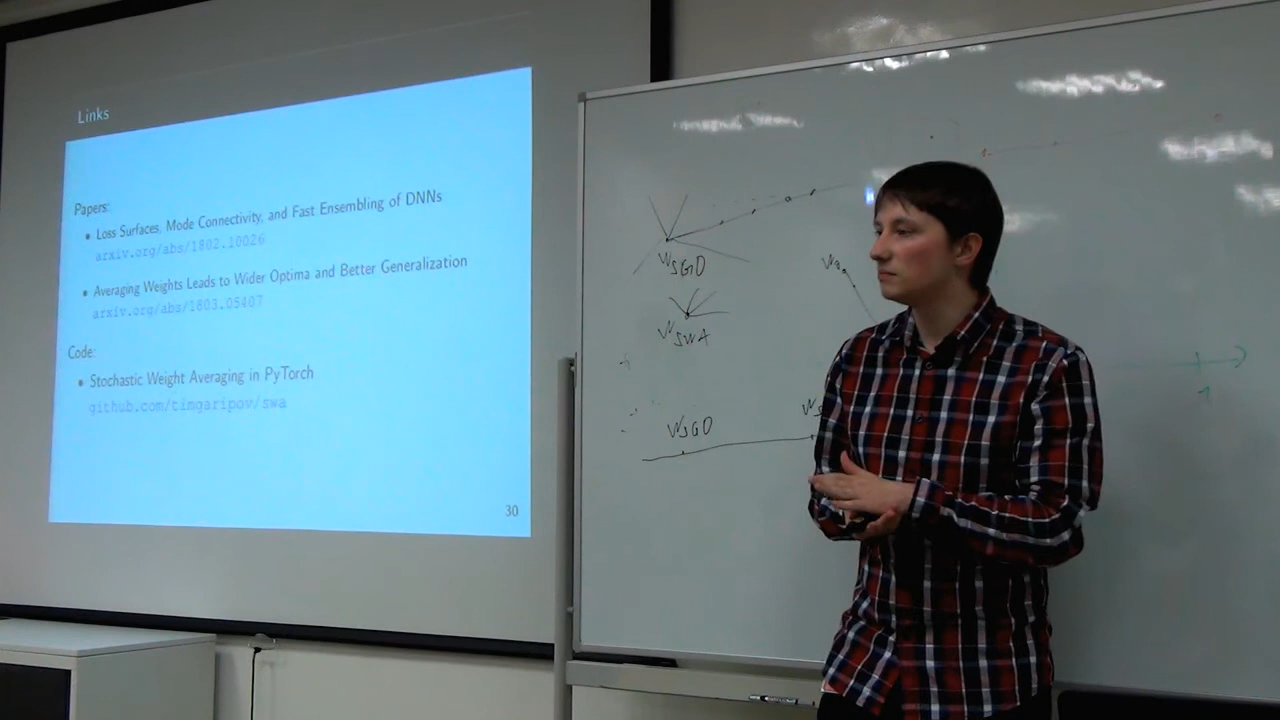 Links
Papers:
• Loss Surfaces, Mode Connectivity, and Fast Ensembling of DNNs
arxiv.org/abs/1802.10026
• Averaging Weights Leads to Wider Optima and Better Generalization
arxiv.org/abs/1803.05407
Code:
• Stochastic Weight Averaging in PyTorch
github.com/timgaripov/swa
30
WSGD
WSWA
WSGD
1